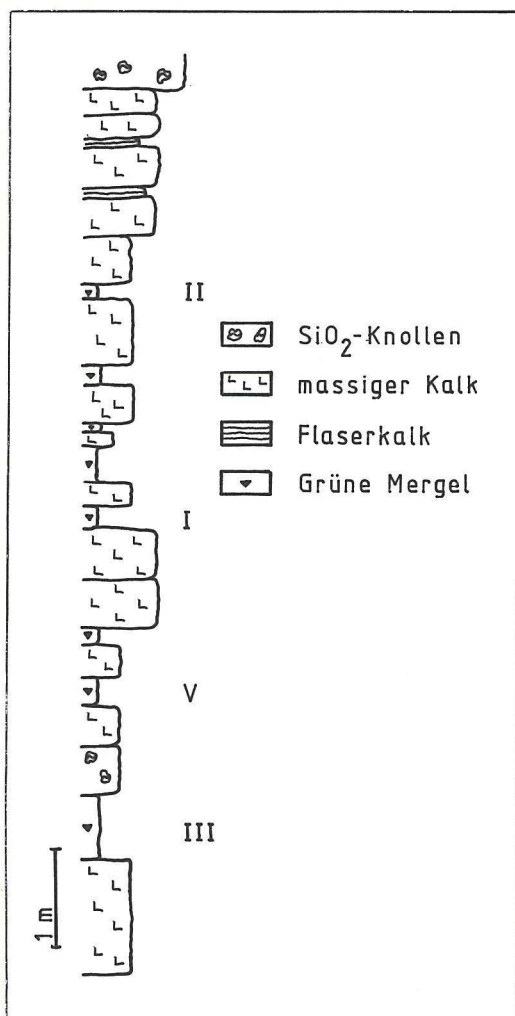 II
SiO₂-Knollen
massiger Kalk
Flaserkalk
Grüne Mergel
I
V
III
1 m